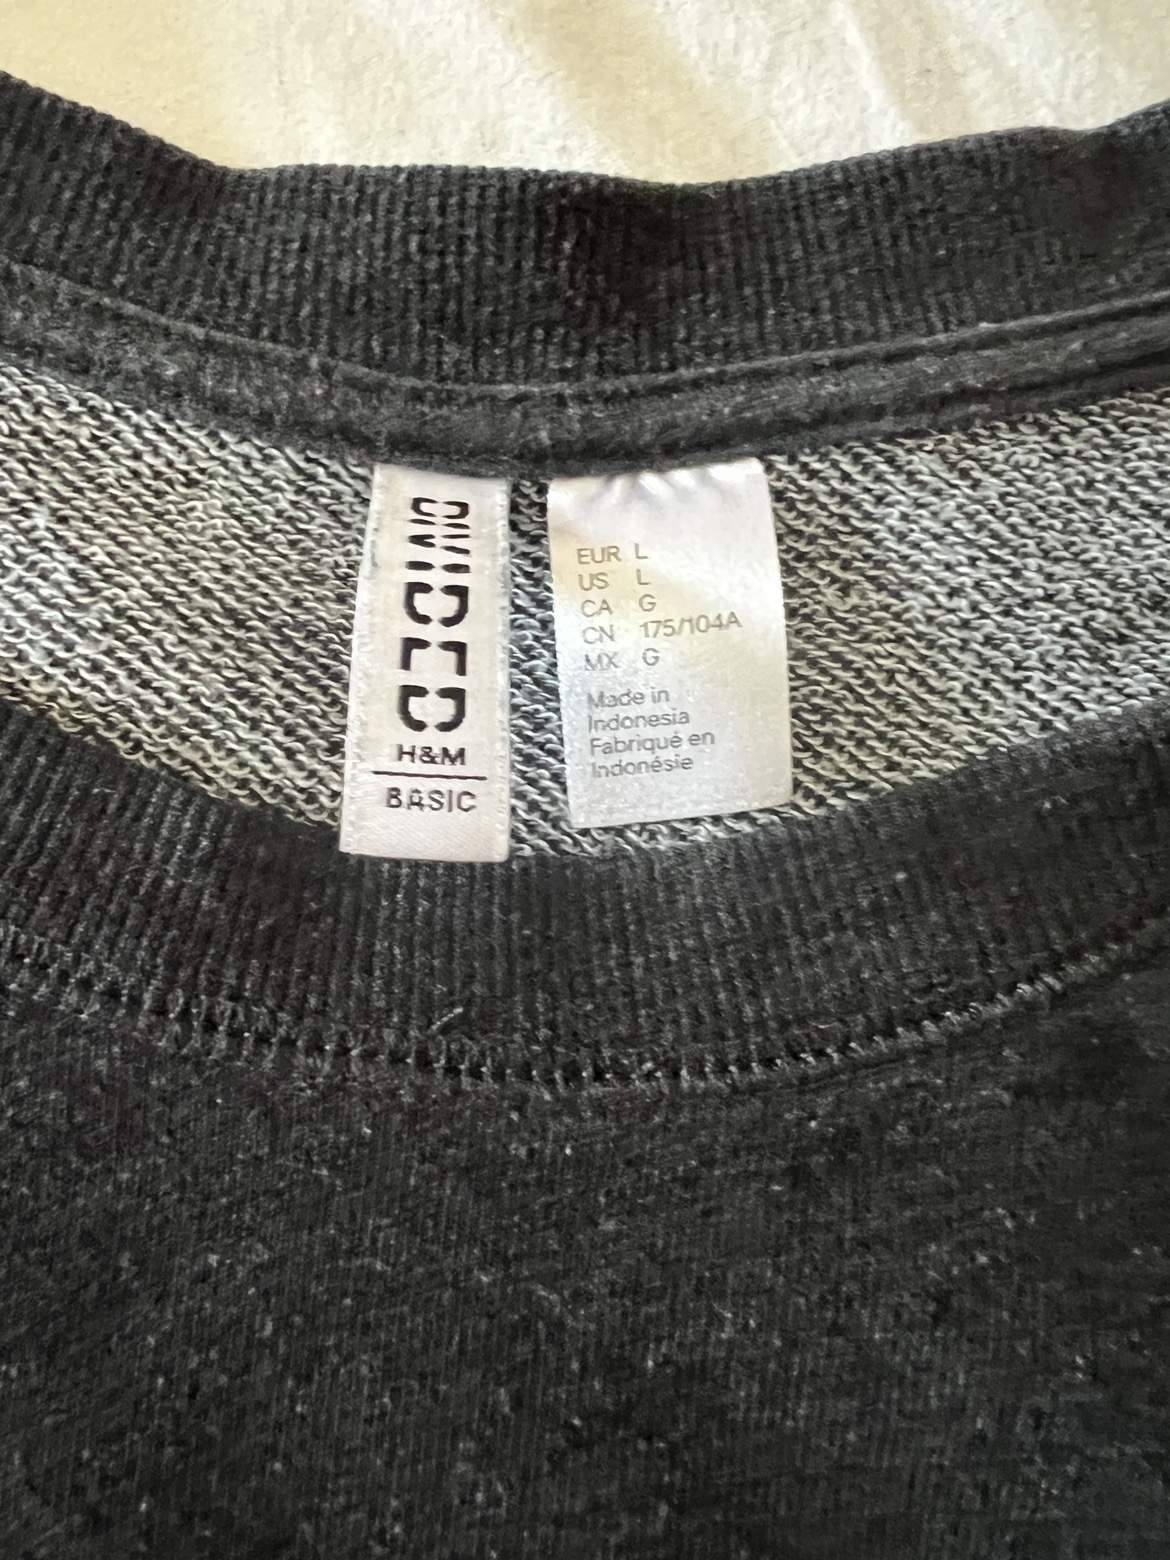 DIVIDED
H&M
BASIC
EUR L
US L
CA G
CN 175/104A
MX G
Made in
Indonesia
Fabriqué en
Indonésie